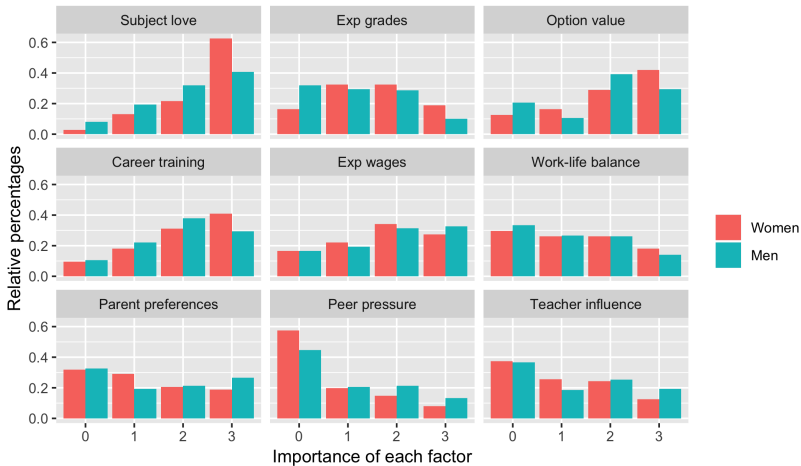 Subject love Exp grades Option value
0.6
0.4
0.2
0.0
Career training Exp wages Work-life balance
0.6
0.4
0.2
0.0
Parent preferences Peer pressure Teacher influence
0.6
0.4
0.2
0.0
0 1 2 3 0 1 2 3 0 1 2 3
Importance of each factor
Relative percentages
Women
Men